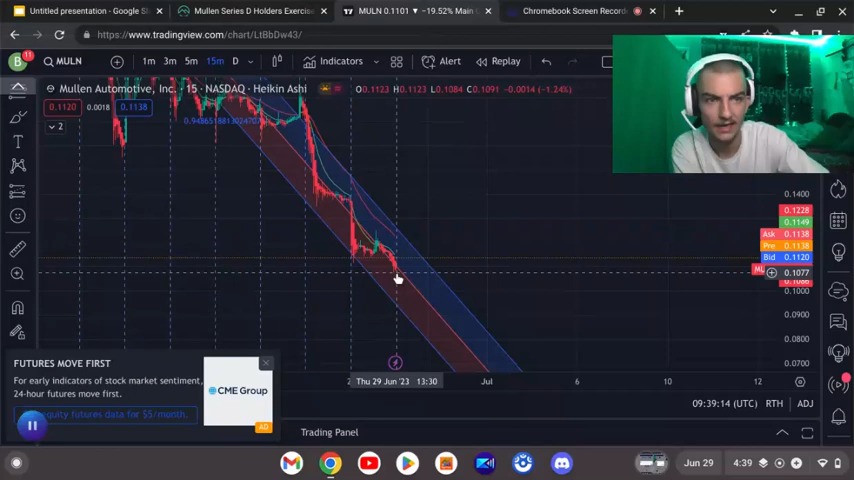 Untitled presentation - Google Sl
Mullen Series D Holders Exercise
MULN 0.1101 ▼ −19.52% Main U
Chromebook Screen Record
https://www.tradingview.com/chart/LtBbDw43/
B
11
MULN
1m
3m
5m
15m
D
Indicators
Alert
Replay
Mullen Automotive, Inc. · 15 · NASDAQ · Heikin Ashi
O0.1123 H0.1123 L0.1084 C0.1091 −0.0014 (−1.24%)
0.1120
0.0018
0.1138
2
0.1400
0.1228
0.1149
Ask 0.1138
Pre 0.1138
Bid 0.1120
0.1077
0.1086
0.1000
0.0900
0.0800
0.0700
FUTURES MOVE FIRST
For early indicators of stock market sentiment,
24-hour futures move first.
equity futures data for $5/month.
CME Group
AD
Thu 29 Jun '23 13:30
Jul
6
10
12
09:39:14 (UTC)
RTH
ADJ
Trading Panel
Jun 29
4:39